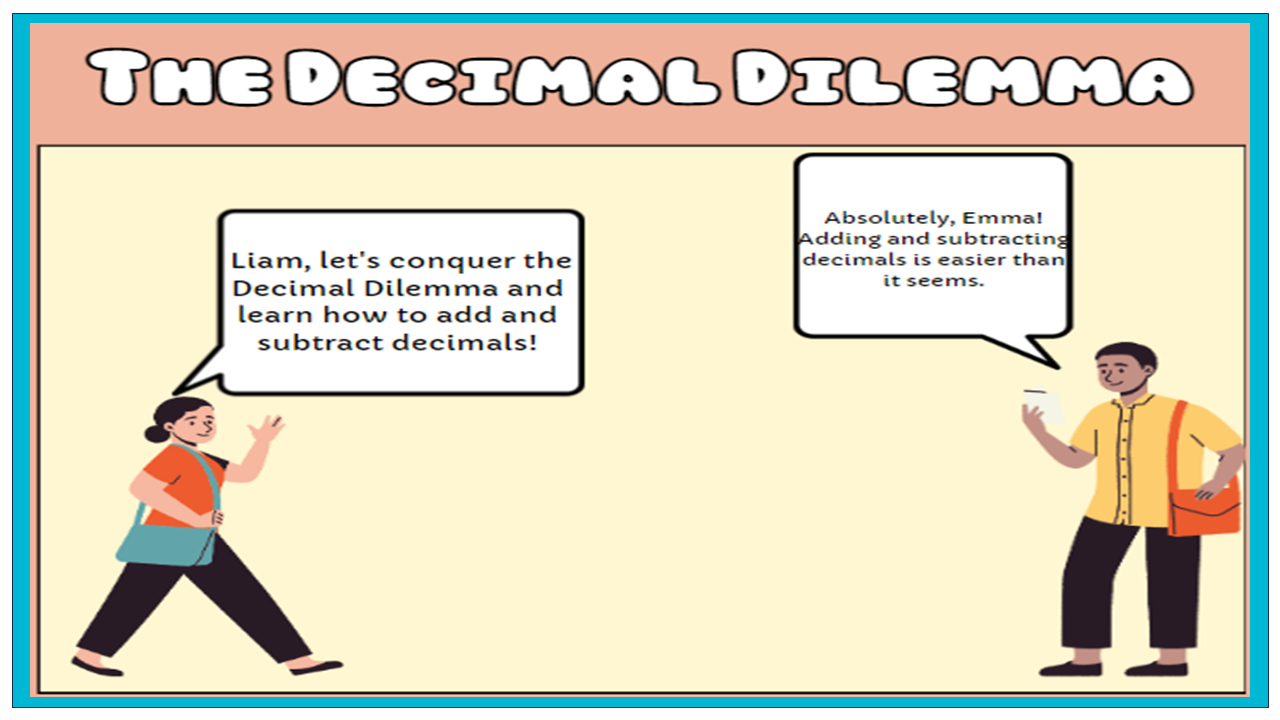 The Decimal Dilemma
Liam, let's conquer the
Decimal Dilemma and
learn how to add and
subtract decimals!
Absolutely, Emma!
Adding and subtracting
decimals is easier than
it seems.